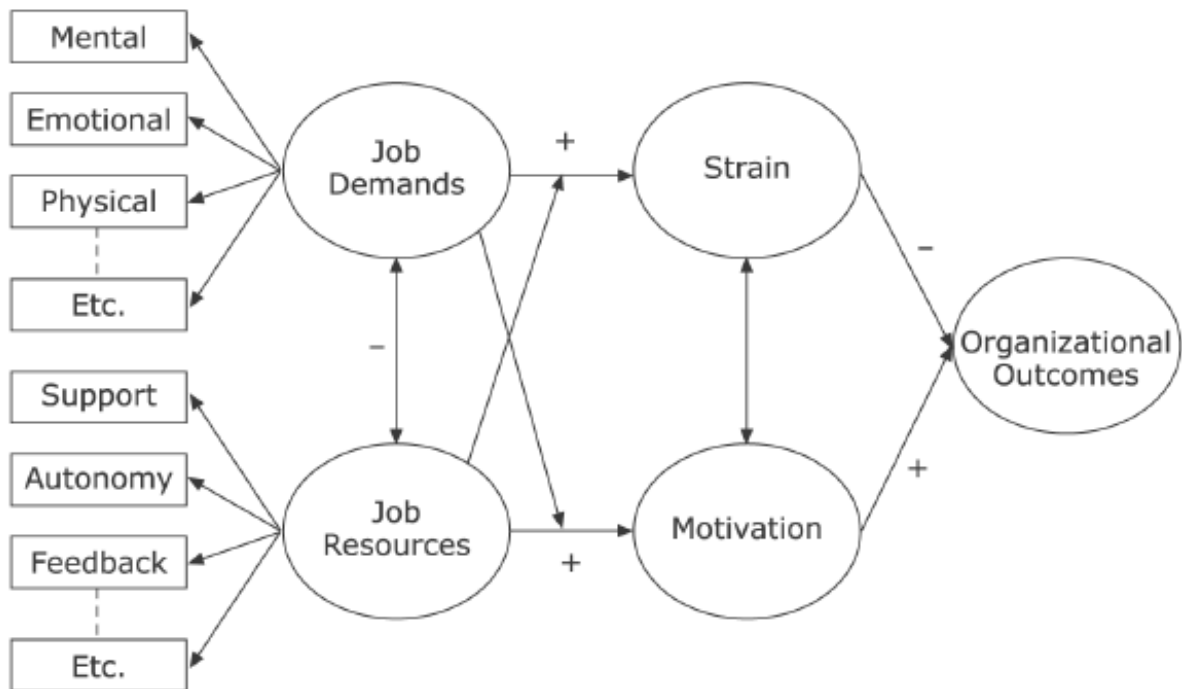 Mental
Emotional
Physical
Etc.
Support
Autonomy
Feedback
Etc.
Job
Demands
+
–
Job
Resources
+
Strain
Motivation
–
+
Organizational
Outcomes